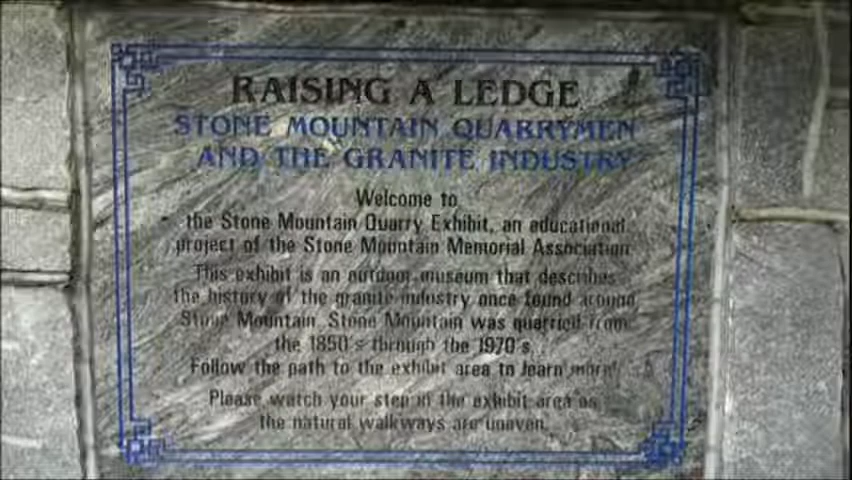 RAISING A LEDGE
STONE MOUNTAIN QUARRYMEN
AND THE GRANITE INDUSTRY
Welcome to
the Stone Mountain Quarry Exhibit, an educational
project of the Stone Mountain Memorial Association.
This exhibit is an outdoor museum that describes
the history of the granite industry once found around
Stone Mountain. Stone Mountain was quarried from
the 1850's through the 1970's.
Follow the path to the exhibit area to learn more!
Please watch your step in the exhibit area as
the natural walkways are uneven.